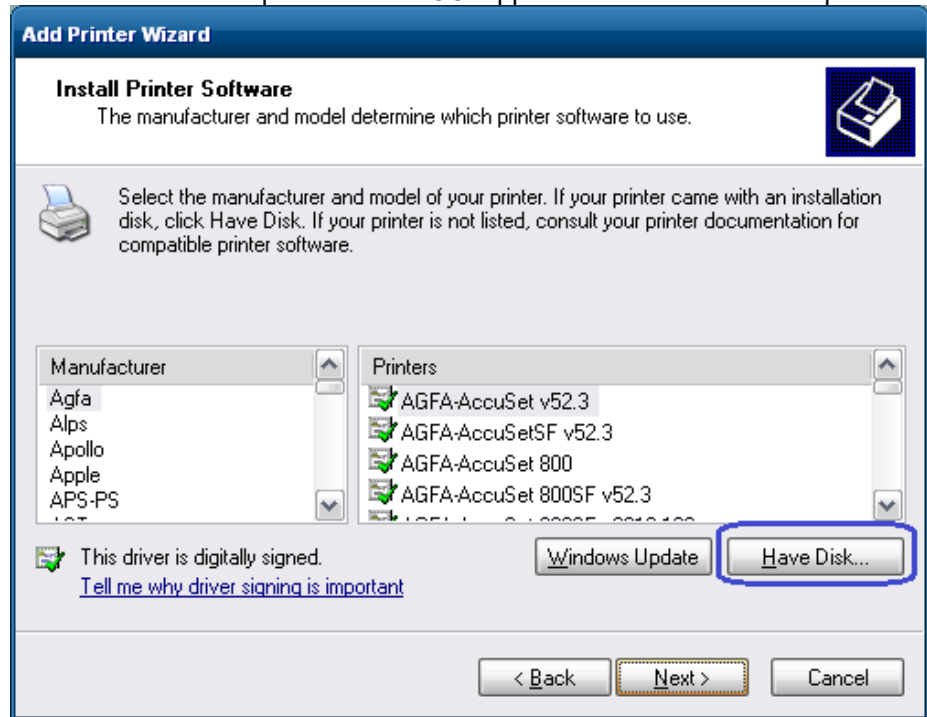 Add Printer Wizard
Install Printer Software
The manufacturer and model determine which printer software to use.
Select the manufacturer and model of your printer. If your printer came with an installation
disk, click Have Disk. If your printer is not listed, consult your printer documentation for
compatible printer software.
Manufacturer
Agfa
Alps
Apollo
Apple
APS-PS
Printers
AGFA-AccuSet v52.3
AGFA-AccuSetSF v52.3
AGFA-AccuSet 800
AGFA-AccuSet 800SF v52.3
This driver is digitally signed.
Tell me why driver signing is important
Windows Update
Have Disk...
< Back
Next >
Cancel